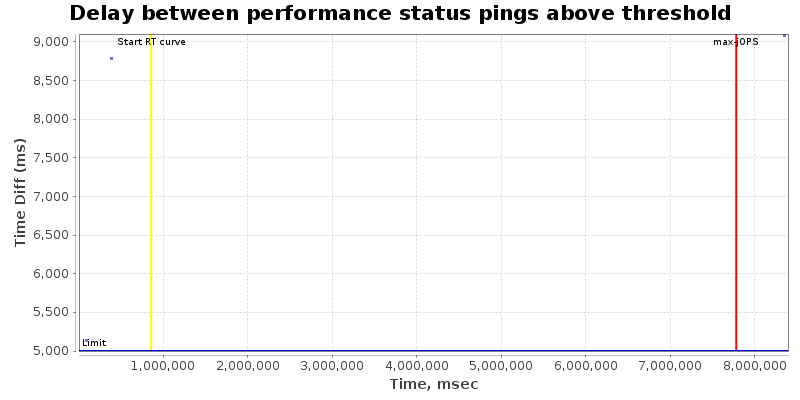 Delay between performance status pings above threshold
9,000
8,500
8,000
7,500
7,000
6,500
6,000
5,500
5,000
Time Diff (ms)
Start RT curve
max-jOPS
Limit
1,000,000
2,000,000
3,000,000
4,000,000
5,000,000
6,000,000
7,000,000
8,000,000
Time, msec